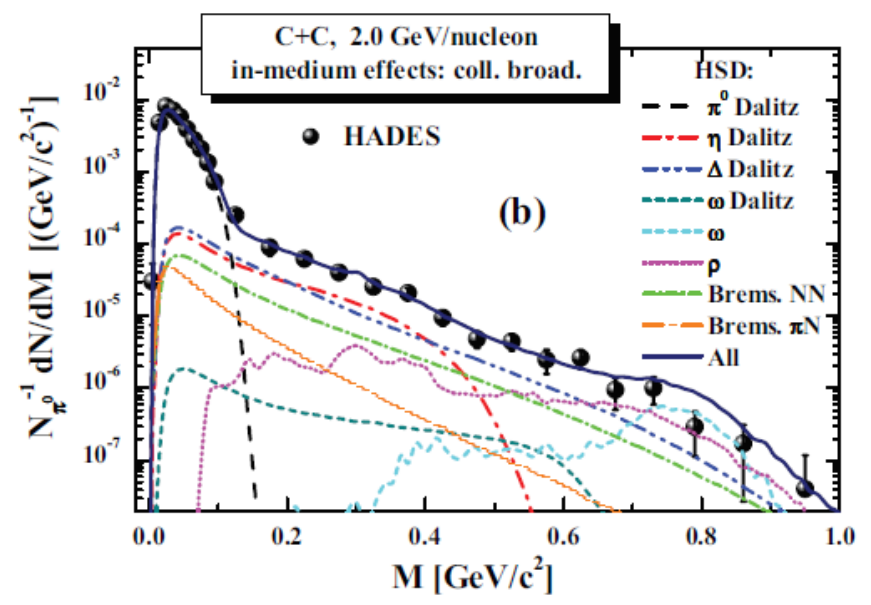 C+C, 2.0 GeV/nucleon
in-medium effects: coll. broad.
HSD:
π⁰ Dalitz
η Dalitz
Δ Dalitz
ω Dalitz
ω
ρ
Brems. NN
Brems. πN
All
HADES
(b)
N_π⁰⁻¹ dN/dM [(GeV/c²)⁻¹]
10⁻²
10⁻³
10⁻⁴
10⁻⁵
10⁻⁶
10⁻⁷
0.0 0.2 0.4 0.6 0.8 1.0
M [GeV/c²]